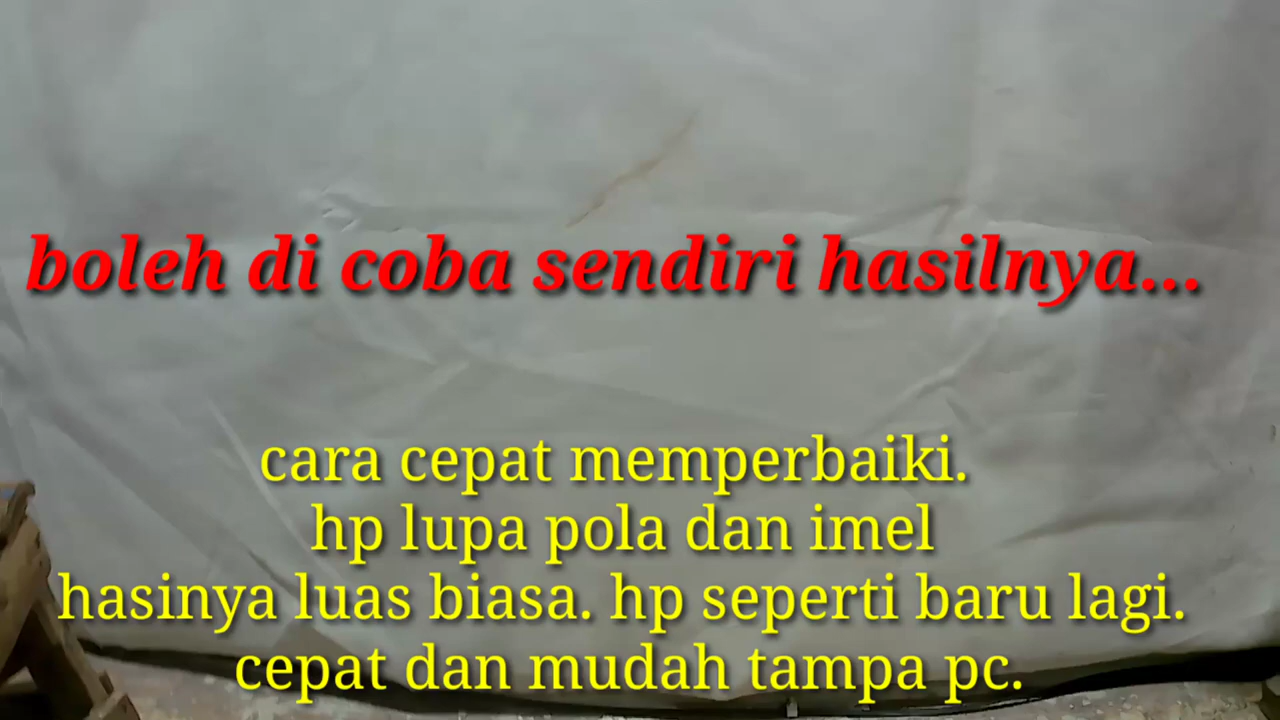 boleh di coba sendiri hasilnya...
cara cepat memperbaiki.
hp lupa pola dan imel
hasinya luas biasa. hp seperti baru lagi.
cepat dan mudah tampa pc.